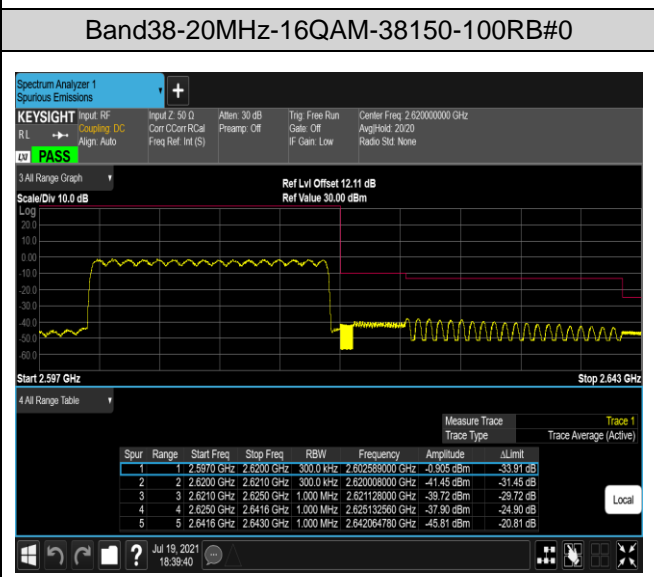 Band38-20MHz-16QAM-38150-100RB#0
Spectrum Analyzer 1
Spurious Emissions
KEYSIGHT Input: RF Input Z: 50 Ω Atten: 30 dB Trig: Free Run Center Freq: 2.620000000 GHz
RL Coupling: DC Corr CCorr RCal Preamp: Off Gate: Off Avg|Hold: 20/20
Align: Auto Freq Ref: Int (S) IF Gain: Low Radio Std: None
LXI PASS
3 All Range Graph
Ref Lvl Offset 12.11 dB
Scale/Div 10.0 dB Ref Value 30.00 dBm
Log
20.0
10.0
0.00
-10.0
-20.0
-30.0
-40.0
-50.0
-60.0
Start 2.597 GHz Stop 2.643 GHz
4 All Range Table
Measure Trace Trace 1
Trace Type Trace Average (Active)
Spur Range Start Freq Stop Freq RBW Frequency Amplitude ΔLimit
1 1 2.5970 GHz 2.6200 GHz 300.0 kHz 2.602589000 GHz -0.905 dBm -33.91 dB
2 2 2.6200 GHz 2.6210 GHz 300.0 kHz 2.620008000 GHz -41.45 dBm -31.45 dB
3 3 2.6210 GHz 2.6250 GHz 1.000 MHz 2.621128000 GHz -39.72 dBm -29.72 dB
4 4 2.6250 GHz 2.6416 GHz 1.000 MHz 2.625132560 GHz -37.90 dBm -24.90 dB
5 5 2.6416 GHz 2.6430 GHz 1.000 MHz 2.642064780 GHz -45.81 dBm -20.81 dB
Local
Jul 19, 2021
18:39:40